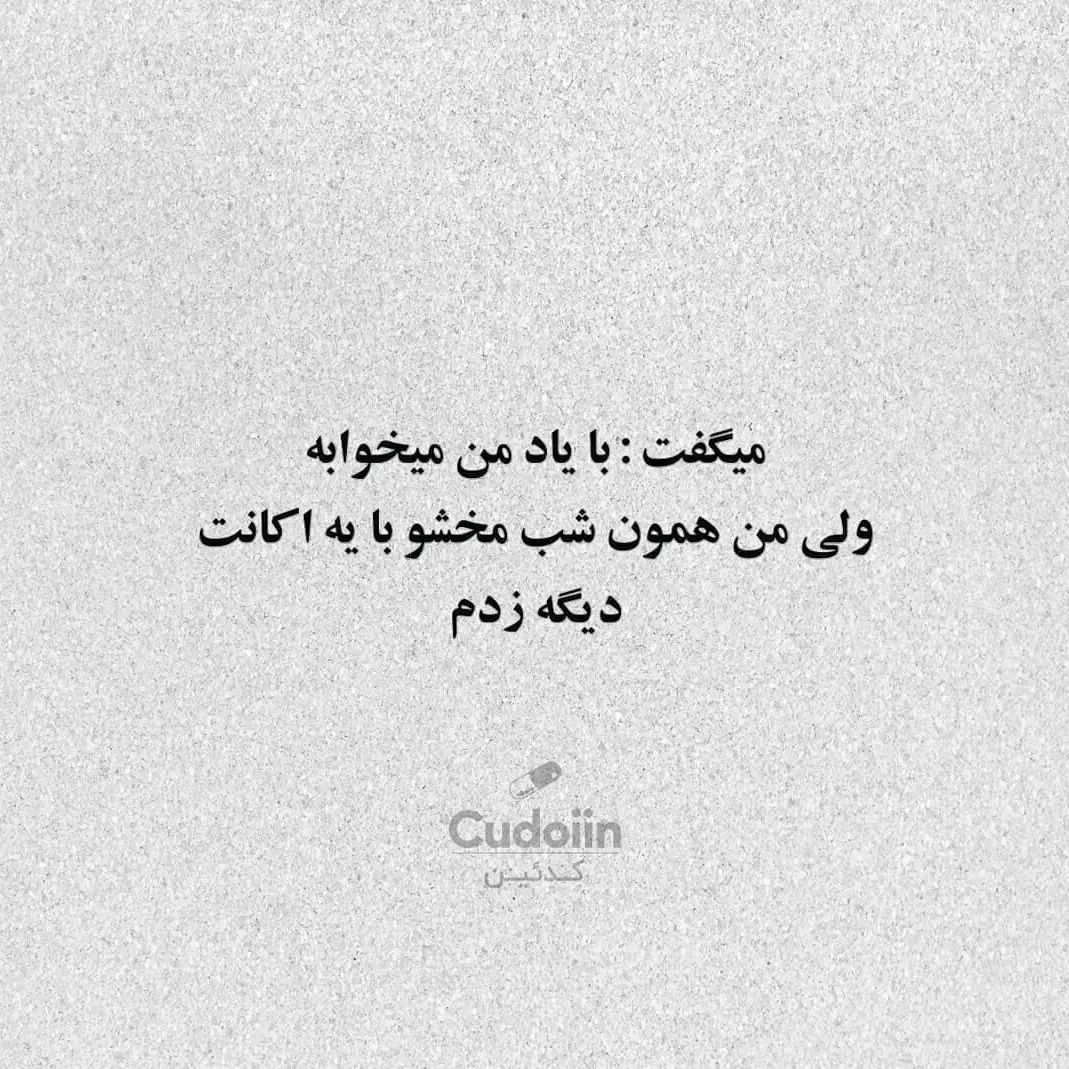 میگفت : با یاد من میخوابه
ولی من همون شب مخشو با یه اکانت
دیگه زدم
Cudoiin
کدئین